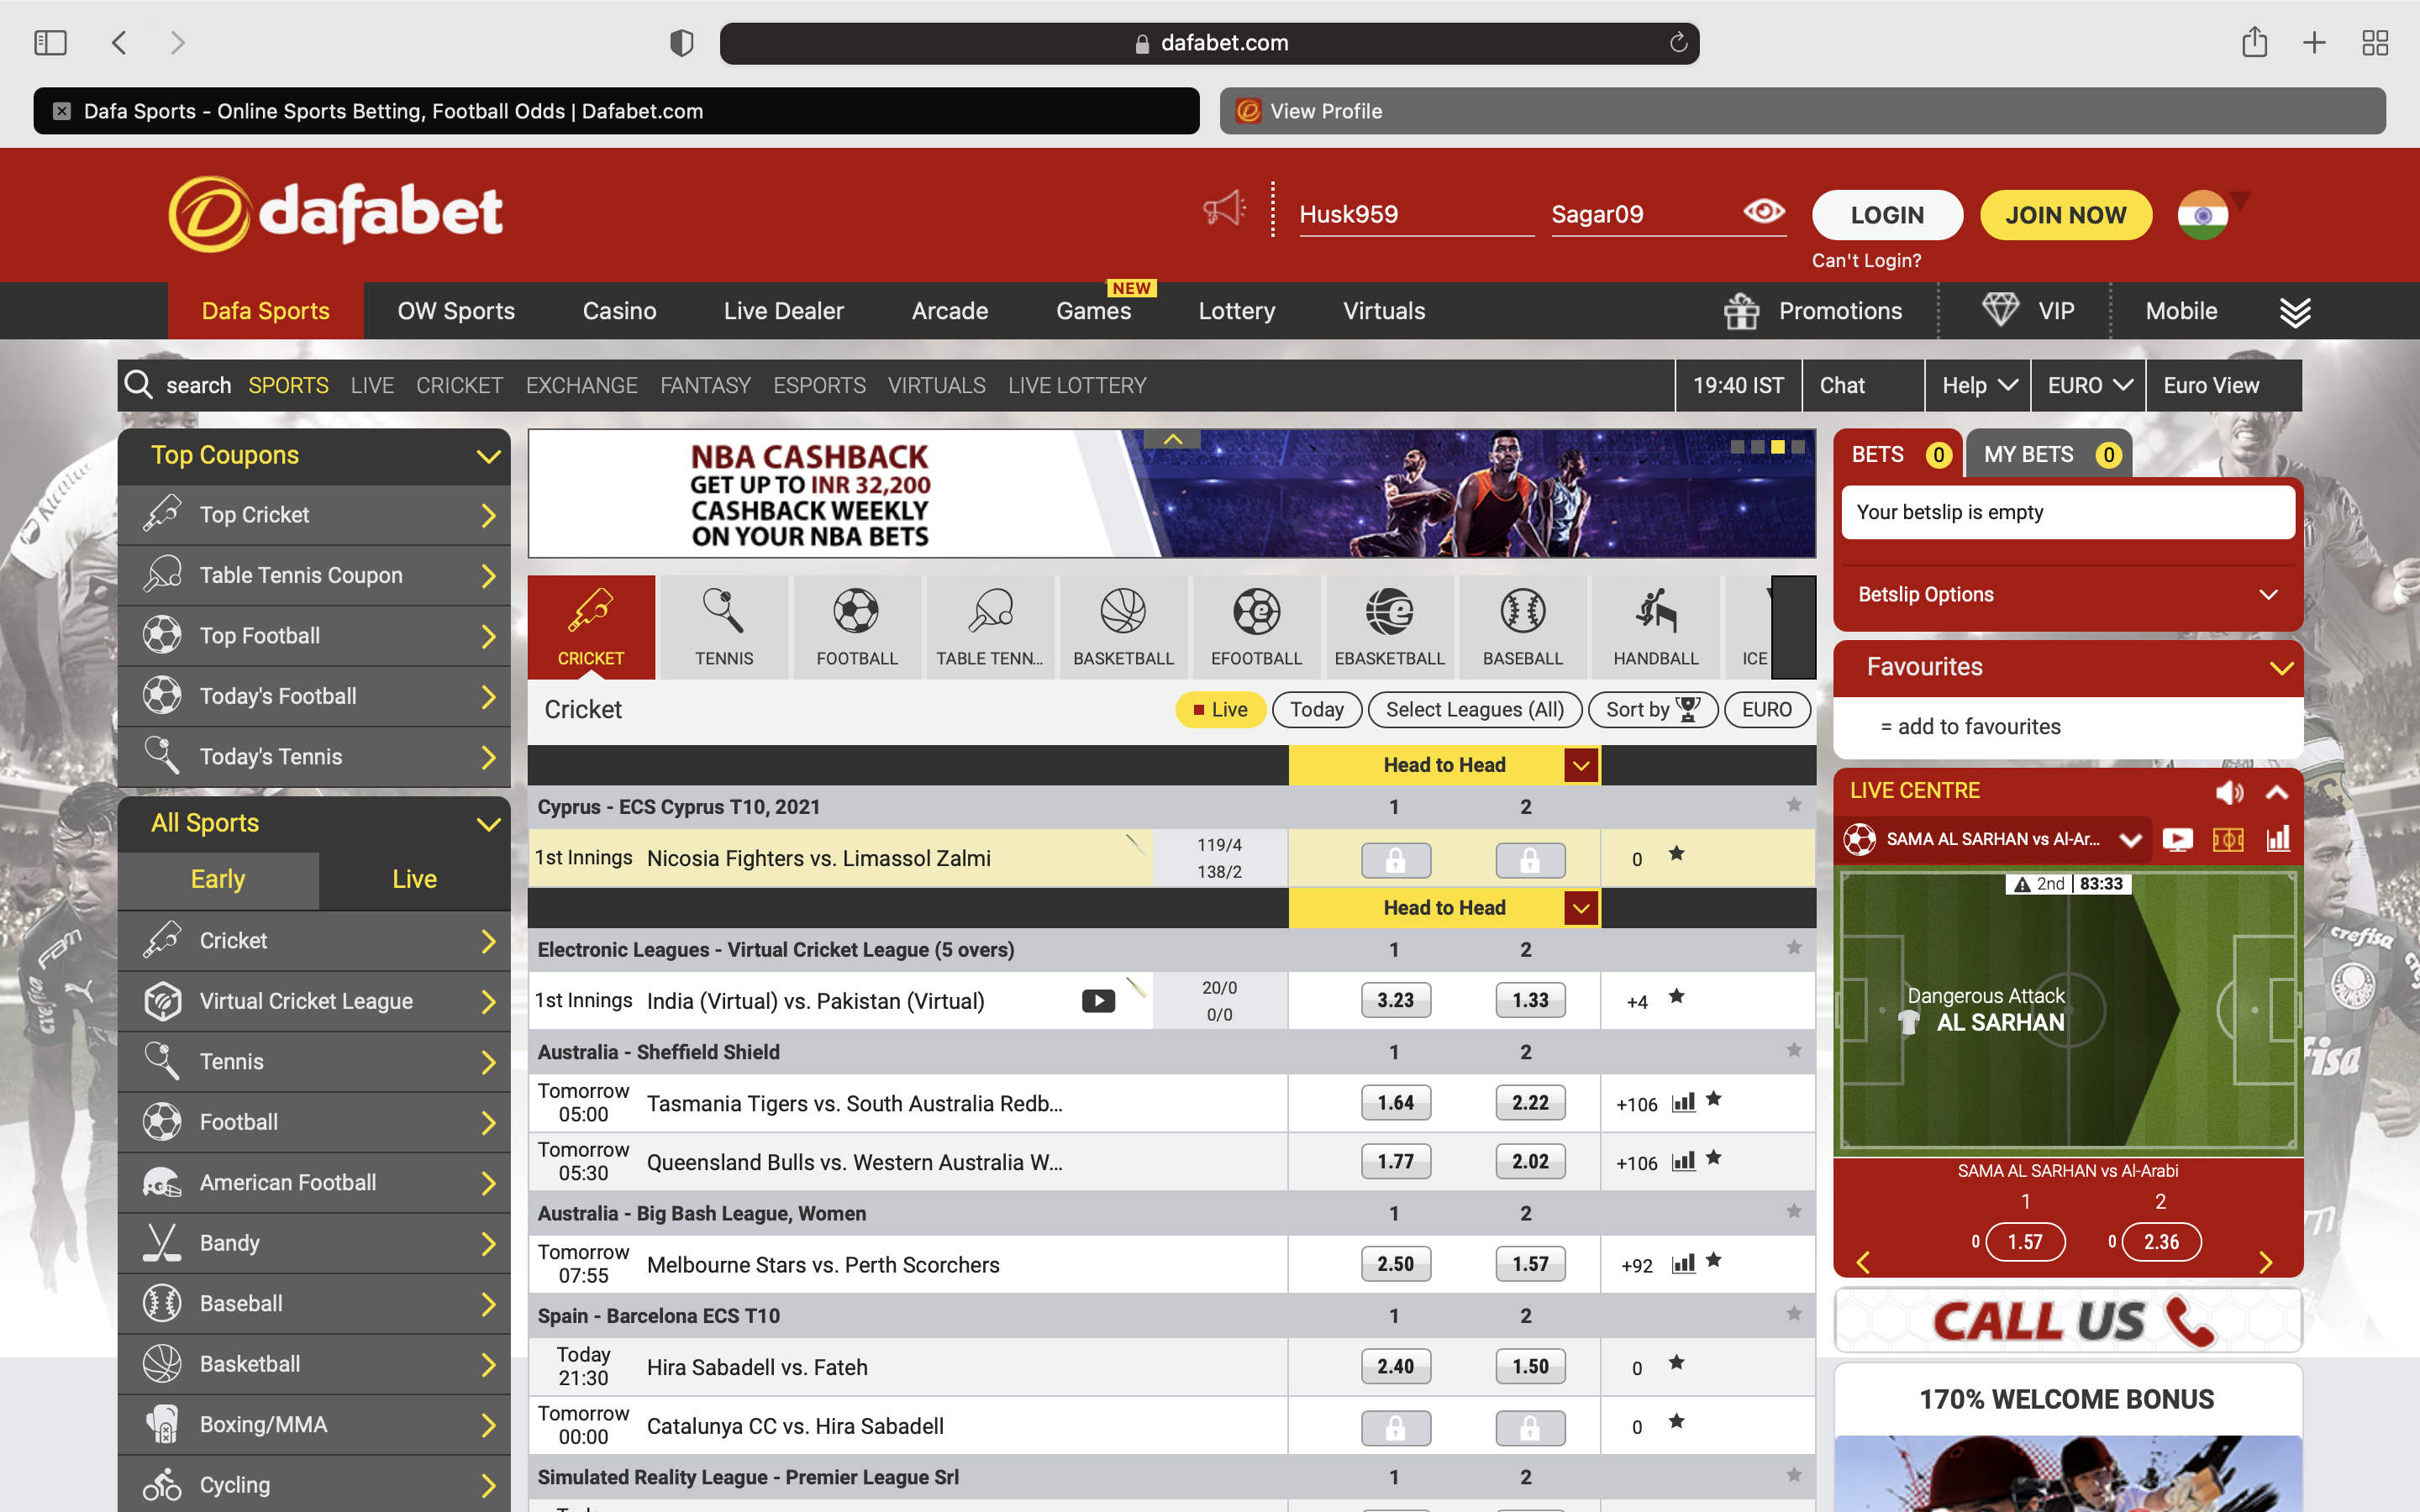 dafabet.com
Dafa Sports - Online Sports Betting, Football Odds | Dafabet.com
View Profile
dafabet
Husk959
Sagar09
LOGIN
JOIN NOW
Can't Login?
Dafa Sports
OW Sports
Casino
Live Dealer
Arcade
NEW
Games
Lottery
Virtuals
Promotions
VIP
Mobile
search SPORTS LIVE CRICKET EXCHANGE FANTASY ESPORTS VIRTUALS LIVE LOTTERY
19:40 IST
Chat
Help
EURO
Euro View
Top Coupons
Top Cricket
Table Tennis Coupon
Top Football
Today's Football
Today's Tennis
All Sports
Early
Live
Cricket
Virtual Cricket League
Tennis
Football
American Football
Bandy
Baseball
Basketball
Boxing/MMA
Cycling
NBA CASHBACK
GET UP TO INR 32,200
CASHBACK WEEKLY
ON YOUR NBA BETS
CRICKET
TENNIS
FOOTBALL
TABLE TENN...
BASKETBALL
EFOOTBALL
EBASKETBALL
BASEBALL
HANDBALL
ICE
Cricket
Live
Today
Select Leagues (All)
Sort by
EURO
Head to Head
Cyprus - ECS Cyprus T10, 2021 1 2
1st Innings Nicosia Fighters vs. Limassol Zalmi
119/4
138/2
0
Head to Head
Electronic Leagues - Virtual Cricket League (5 overs) 1 2
1st Innings India (Virtual) vs. Pakistan (Virtual)
20/0
0/0
3.23 1.33 +4
Australia - Sheffield Shield 1 2
Tomorrow
05:00
Tasmania Tigers vs. South Australia Redb... 1.64 2.22 +106
Tomorrow
05:30
Queensland Bulls vs. Western Australia W... 1.77 2.02 +106
Australia - Big Bash League, Women 1 2
Tomorrow
07:55
Melbourne Stars vs. Perth Scorchers 2.50 1.57 +92
Spain - Barcelona ECS T10 1 2
Today
21:30
Hira Sabadell vs. Fateh 2.40 1.50 0
Tomorrow
00:00
Catalunya CC vs. Hira Sabadell 0
Simulated Reality League - Premier League Srl 1 2
BETS 0
MY BETS 0
Your betslip is empty
Betslip Options
Favourites
= add to favourites
LIVE CENTRE
SAMA AL SARHAN vs Al-Ar...
2nd 83:33
Dangerous Attack
AL SARHAN
SAMA AL SARHAN vs Al-Arabi
1 2
0 1.57 0 2.36
CALL US
170% WELCOME BONUS
crefisa